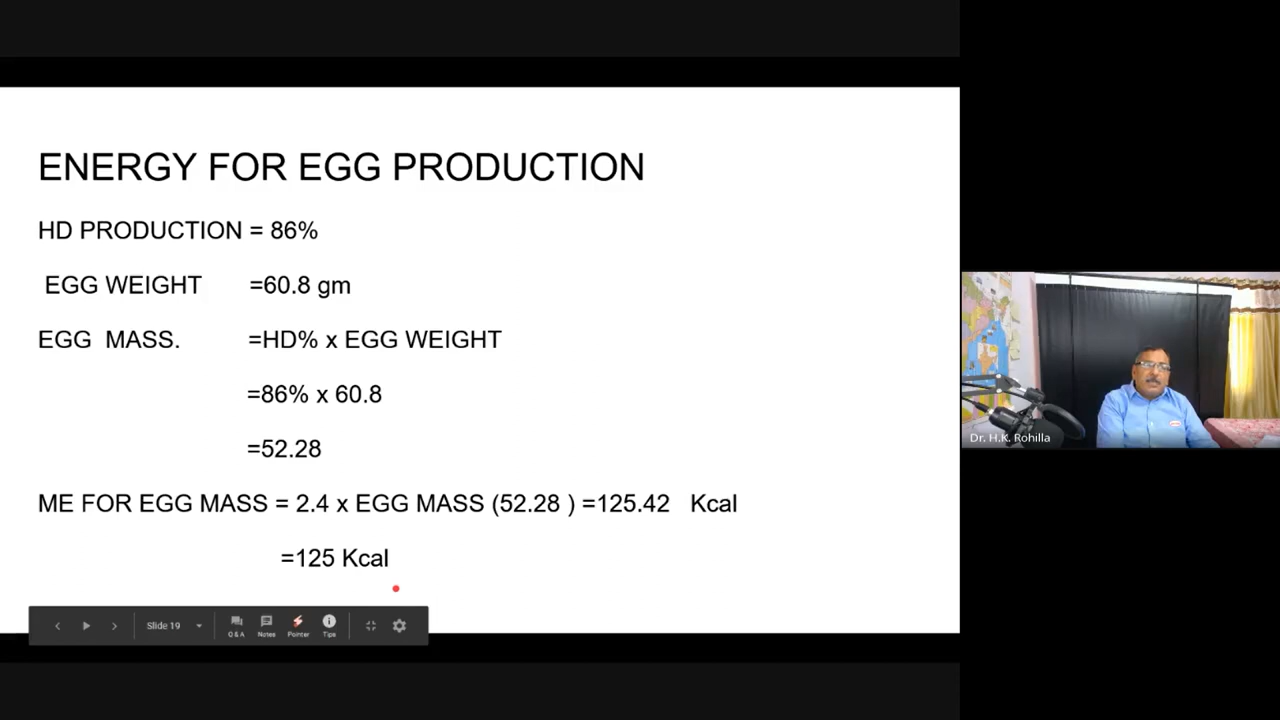 ENERGY FOR EGG PRODUCTION
HD PRODUCTION = 86%
EGG WEIGHT =60.8 gm
EGG MASS. =HD% x EGG WEIGHT
=86% x 60.8
=52.28
ME FOR EGG MASS = 2.4 x EGG MASS (52.28 ) =125.42 Kcal
=125 Kcal
Slide 19
Q & A Notes Pointer Tips
Dr. H.K. Rohilla